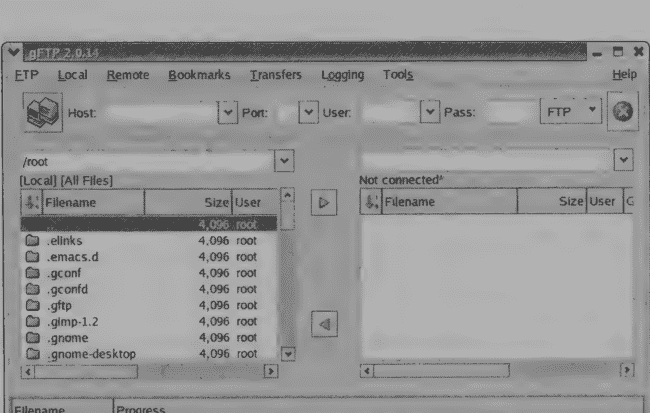 gFTP 2.0.14
FTP Local Remote Bookmarks Transfers Logging Tools Help
Host: Port: User: Pass: FTP
/root
[Local] [All Files] Not connected*
Filename Size User Filename Size User G
.. 4,096 root
.elinks 4,096 root
.emacs.d 4,096 root
.gconf 4,096 root
.gconfd 4,096 root
.gftp 4,096 root
.gimp-1.2 4,096 root
.gnome 4,096 root
.gnome-desktop 4,096 root
Filename Progress